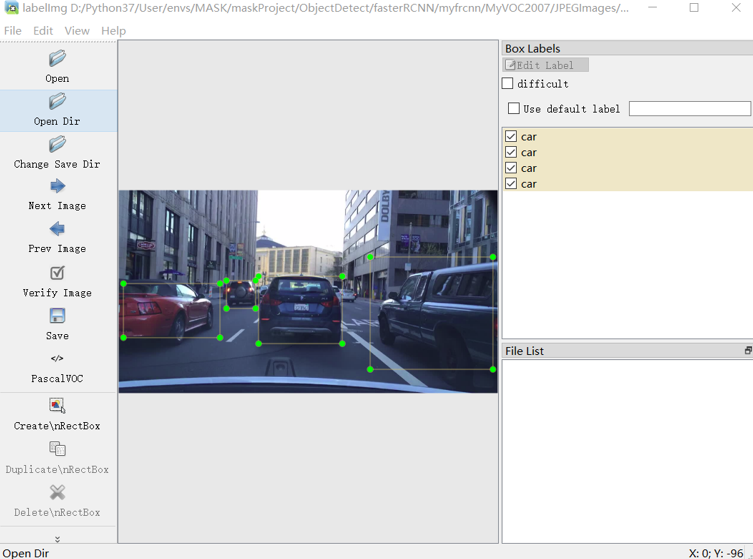 labelImg D:/Python37/User/envs/MASK/maskProject/ObjectDetect/fasterRCNN/myfrcnn/MyVOC2007/JPEGImages/...
File Edit View Help
Open
Open Dir
Change Save Dir
Next Image
Prev Image
Verify Image
Save
</>
PascalVOC
Create\nRectBox
Duplicate\nRectBox
Delete\nRectBox
DOLBY
Box Labels
Edit Label
difficult
Use default label
car
car
car
car
File List
Open Dir
X: 0; Y: -96